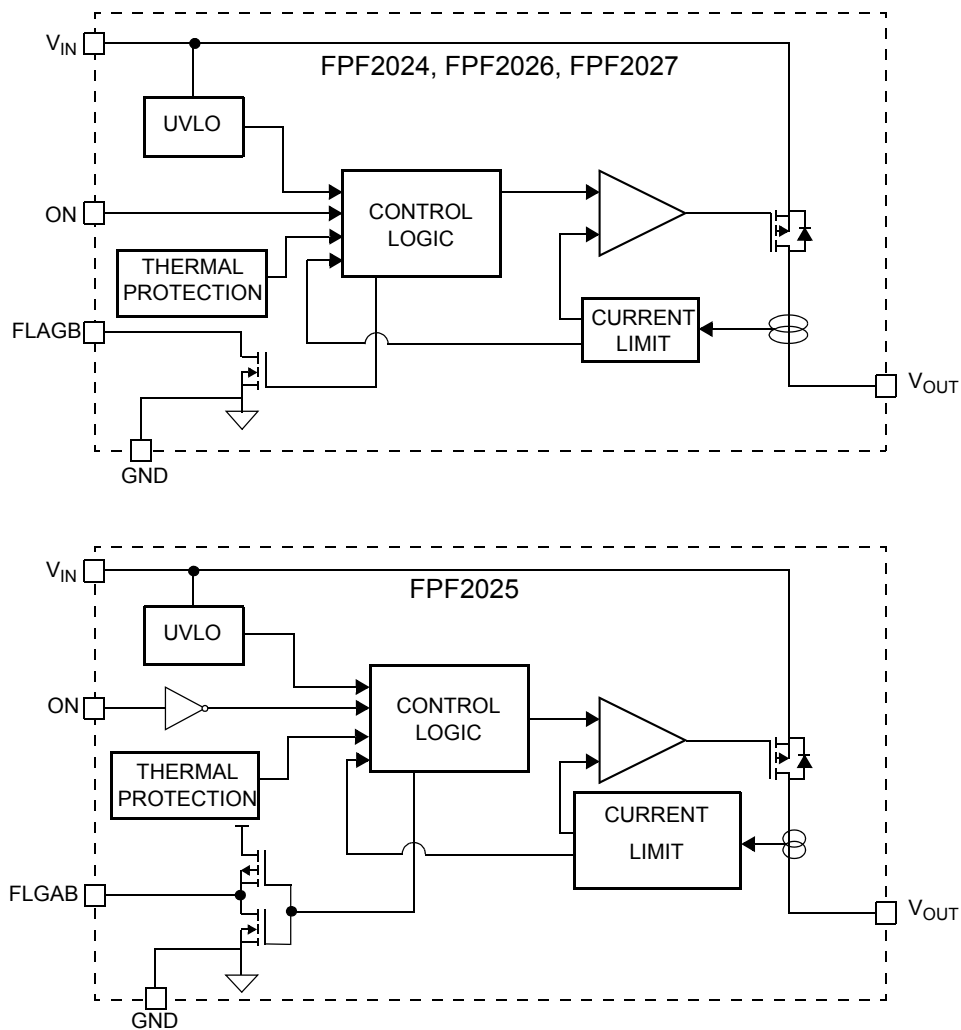 V_IN
FPF2024, FPF2026, FPF2027
UVLO
ON
CONTROL
LOGIC
THERMAL
PROTECTION
FLAGB
CURRENT
LIMIT
V_OUT
GND
V_IN
FPF2025
UVLO
ON
CONTROL
LOGIC
THERMAL
PROTECTION
CURRENT
LIMIT
FLGAB
V_OUT
GND